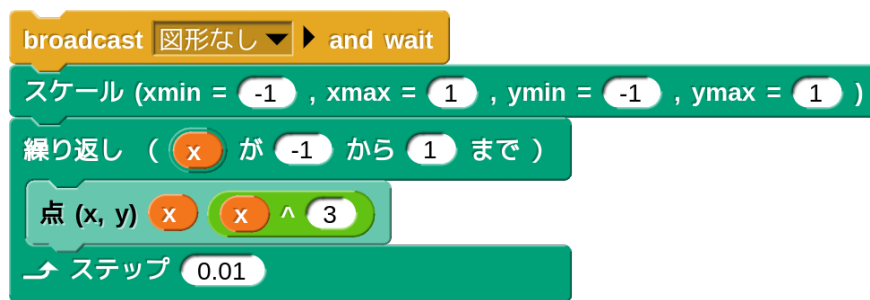 broadcast 図形なし and wait
スケール (xmin = -1 , xmax = 1 , ymin = -1 , ymax = 1 )
繰り返し ( x が -1 から 1 まで )
点 (x, y) x x ^ 3
ステップ 0.01